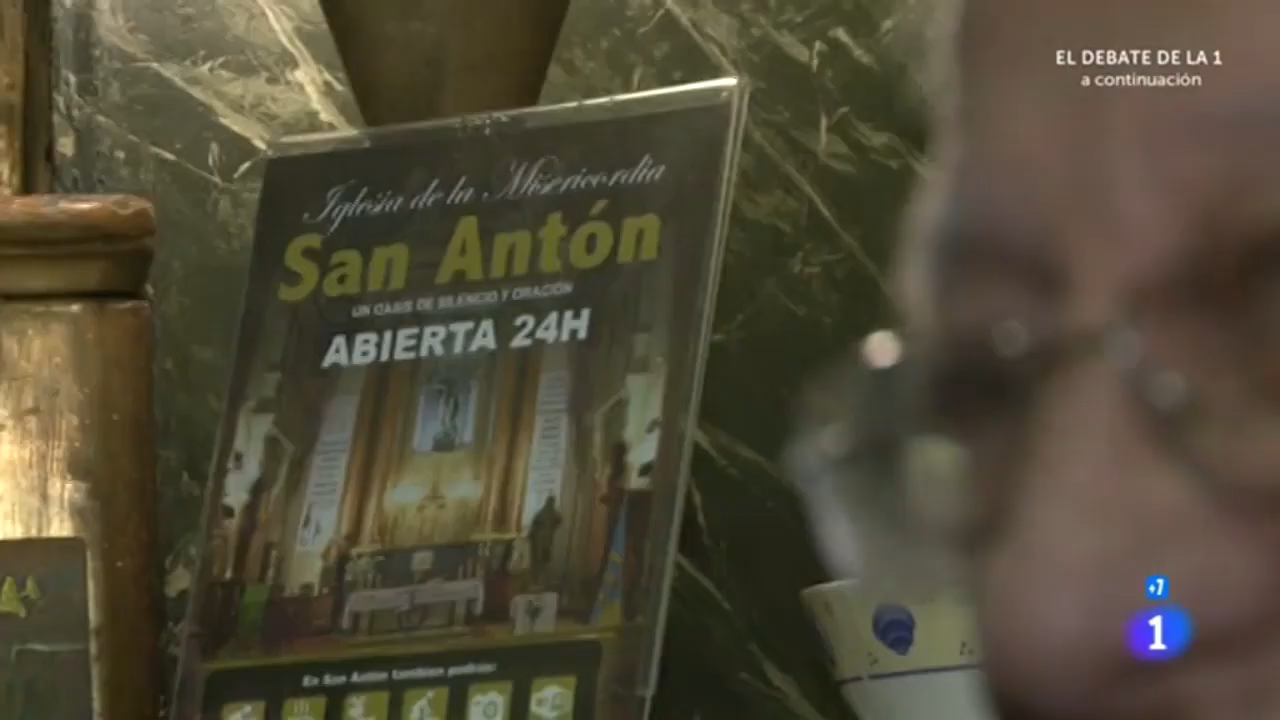 EL DEBATE DE LA 1
a continuación
Iglesia de la Misericordia
San Antón
UN OASIS DE SILENCIO Y ORACIÓN
ABIERTA 24H
En San Antón también podrás:
+7
1